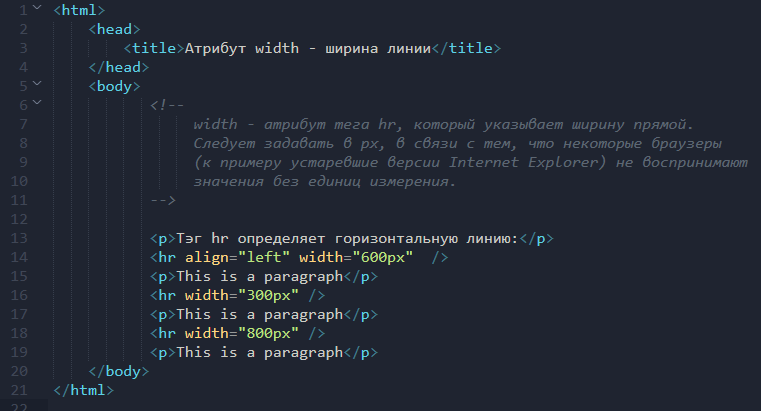 1 <html>
2 <head>
3 <title>Атрибут width - ширина линии</title>
4 </head>
5 <body>
6 <!--
7 width - атрибут тега hr, который указывает ширину прямой.
8 Следует задавать в px, в связи с тем, что некоторые браузеры
9 (к примеру устаревшие версии Internet Explorer) не воспринимают
10 значения без единиц измерения.
11 -->
12
13 <p>Тэг hr определяет горизонтальную линию:</p>
14 <hr align="left" width="600px"  />
15 <p>This is a paragraph</p>
16 <hr width="300px" />
17 <p>This is a paragraph</p>
18 <hr width="800px" />
19 <p>This is a paragraph</p>
20 </body>
21 </html>
22